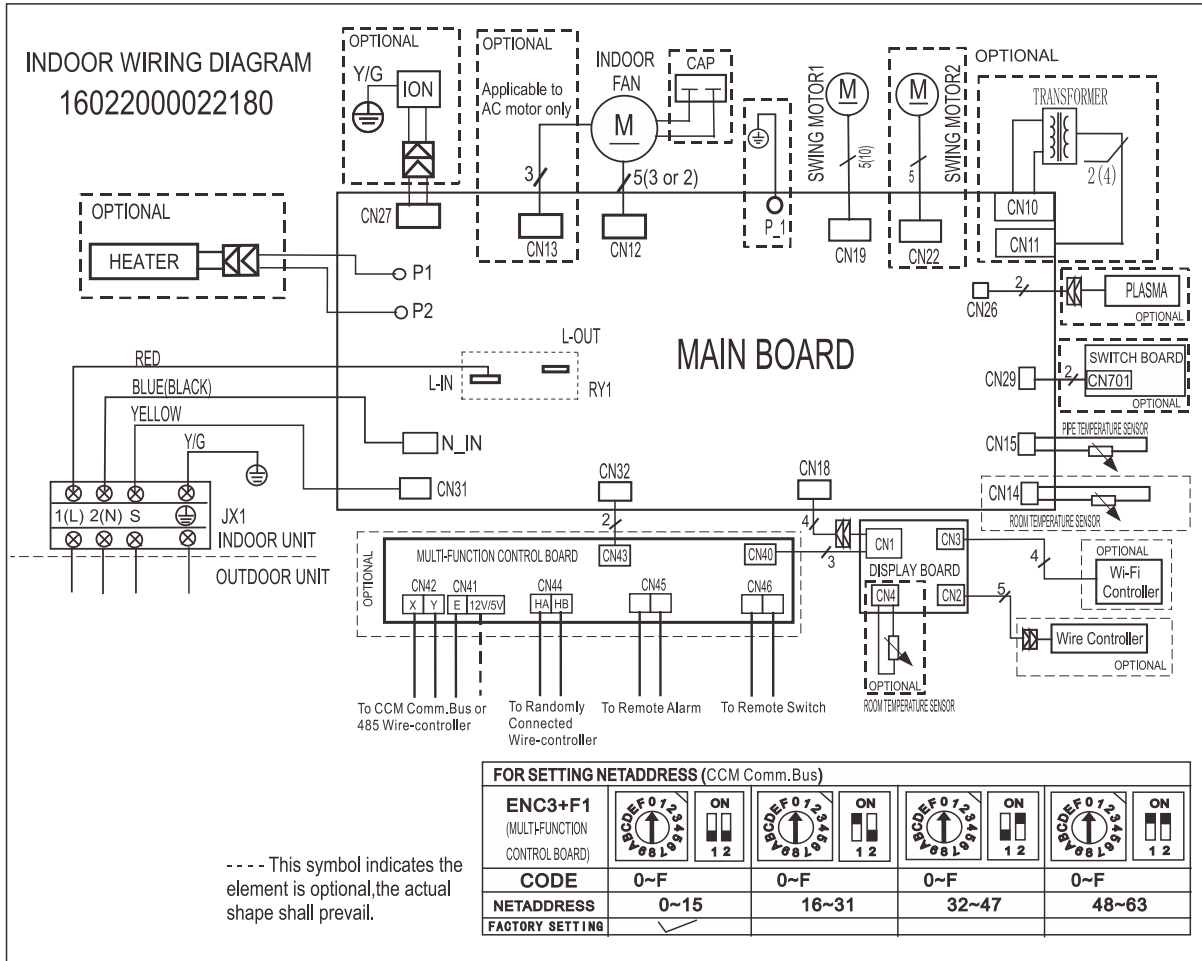 INDOOR WIRING DIAGRAM
16022000022180
OPTIONAL
Y/G
ION
CN27
OPTIONAL
Applicable to
AC motor only
3
CN13
INDOOR
FAN
M
CAP
5(3 or 2)
CN12
P_1
SWING MOTOR1
M
5(10)
CN19
SWING MOTOR2
M
5
CN22
OPTIONAL
TRANSFORMER
2(4)
CN10
CN11
OPTIONAL
HEATER
P1
P2
CN26
2
PLASMA
OPTIONAL
MAIN BOARD
L-OUT
L-IN
RY1
CN29
2
SWITCH BOARD
CN701
OPTIONAL
RED
BLUE(BLACK)
YELLOW
Y/G
N_IN
CN31
CN15
PIPE TEMPERATURE SENSOR
CN14
ROOM TEMPERATURE SENSOR
1(L) 2(N) S
JX1
INDOOR UNIT
OUTDOOR UNIT
CN32
2
CN18
4
OPTIONAL
MULTI-FUNCTION CONTROL BOARD
CN43
CN40
3
CN42
X Y
CN41
E 12V/5V
CN44
HA HB
CN45
CN46
CN1
CN3
DISPLAY BOARD
CN4
CN2
4
OPTIONAL
Wi-Fi
Controller
5
Wire Controller
OPTIONAL
OPTIONAL
ROOM TEMPERATURE SENSOR
To CCM Comm.Bus or
485 Wire-controller
To Randomly
Connected
Wire-controller
To Remote Alarm
To Remote Switch
FOR SETTING NETADDRESS (CCM Comm.Bus)
ENC3+F1
(MULTI-FUNCTION
CONTROL BOARD)
0123456789ABCDEF
ON
1 2
0123456789ABCDEF
ON
1 2
0123456789ABCDEF
ON
1 2
0123456789ABCDEF
ON
1 2
CODE 0~F 0~F 0~F 0~F
NETADDRESS 0~15 16~31 32~47 48~63
FACTORY SETTING
- - - - This symbol indicates the
element is optional,the actual
shape shall prevail.